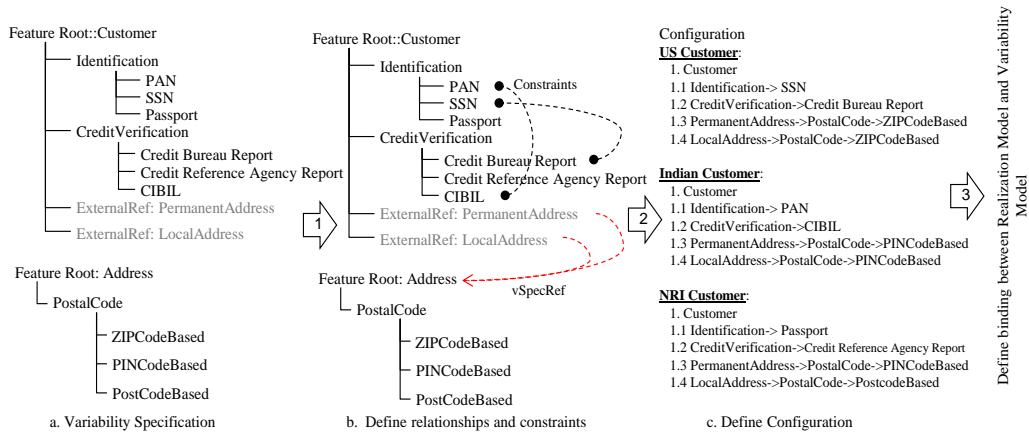 Feature Root::Customer
Identification
PAN
SSN
Passport
CreditVerification
Credit Bureau Report
Credit Reference Agency Report
CIBIL
ExternalRef: PermanentAddress
ExternalRef: LocalAddress
Feature Root: Address
PostalCode
ZIPCodeBased
PINCodeBased
PostCodeBased
a. Variability Specification
1
Feature Root::Customer
Identification
PAN
Constraints
SSN
Passport
CreditVerification
Credit Bureau Report
Credit Reference Agency Report
CIBIL
ExternalRef: PermanentAddress
ExternalRef: LocalAddress
Feature Root: Address
vSpecRef
PostalCode
ZIPCodeBased
PINCodeBased
PostCodeBased
b. Define relationships and constraints
2
Configuration
US Customer:
1. Customer
1.1 Identification-> SSN
1.2 CreditVerification->Credit Bureau Report
1.3 PermanentAddress->PostalCode->ZIPCodeBased
1.4 LocalAddress->PostalCode->ZIPCodeBased
Indian Customer:
1. Customer
1.1 Identification-> PAN
1.2 CreditVerification->CIBIL
1.3 PermanentAddress->PostalCode->PINCodeBased
1.4 LocalAddress->PostalCode->PINCodeBased
NRI Customer:
1. Customer
1.1 Identification-> Passport
1.2 CreditVerification->Credit Reference Agency Report
1.3 PermanentAddress->PostalCode->PINCodeBased
1.4 LocalAddress->PostalCode->PostcodeBased
c. Define Configuration
3
Define binding between Realization Model and Variability
Model